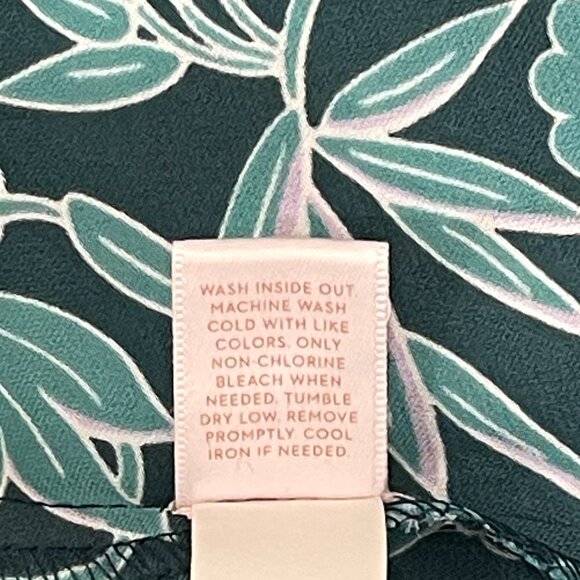 WASH INSIDE OUT.
MACHINE WASH
COLD WITH LIKE
COLORS. ONLY
NON-CHLORINE
BLEACH WHEN
NEEDED. TUMBLE
DRY LOW. REMOVE
PROMPTLY. COOL
IRON IF NEEDED.